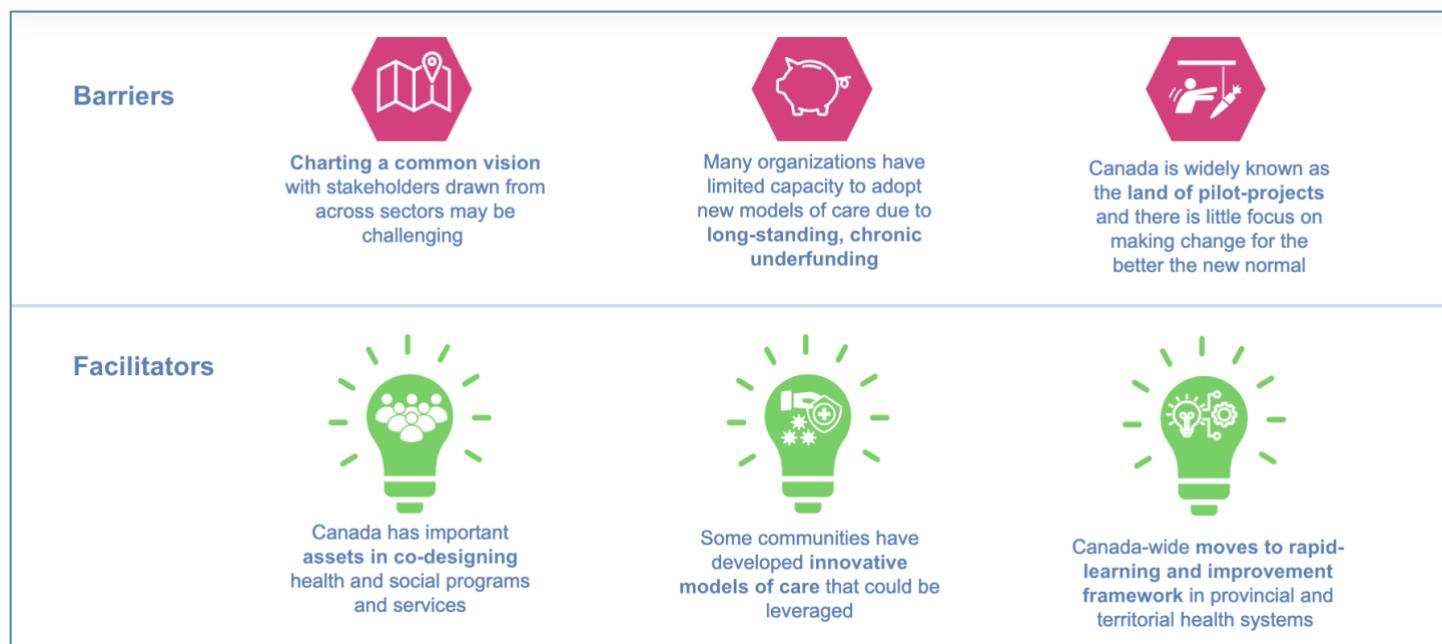 Barriers
Charting a common vision
with stakeholders drawn from
across sectors may be
challenging
Many organizations have
limited capacity to adopt
new models of care due to
long-standing, chronic
underfunding
Canada is widely known as
the land of pilot-projects
and there is little focus on
making change for the
better the new normal
Facilitators
Canada has important
assets in co-designing
health and social programs
and services
Some communities have
developed innovative
models of care that could be
leveraged
Canada-wide moves to rapid-
learning and improvement
framework in provincial and
territorial health systems